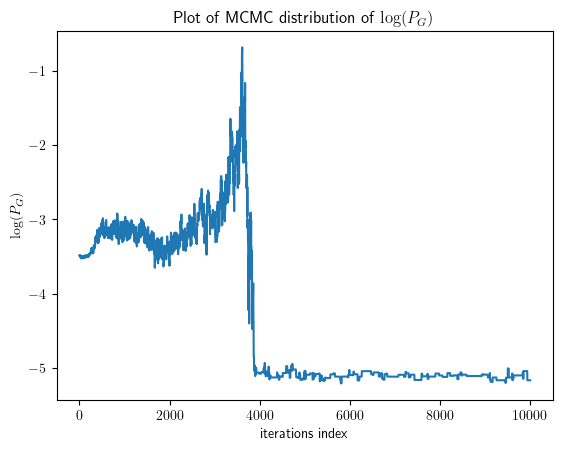 Plot of MCMC distribution of log(P_G)
log(P_G)
−1
−2
−3
−4
−5
0 2000 4000 6000 8000 10000
iterations index